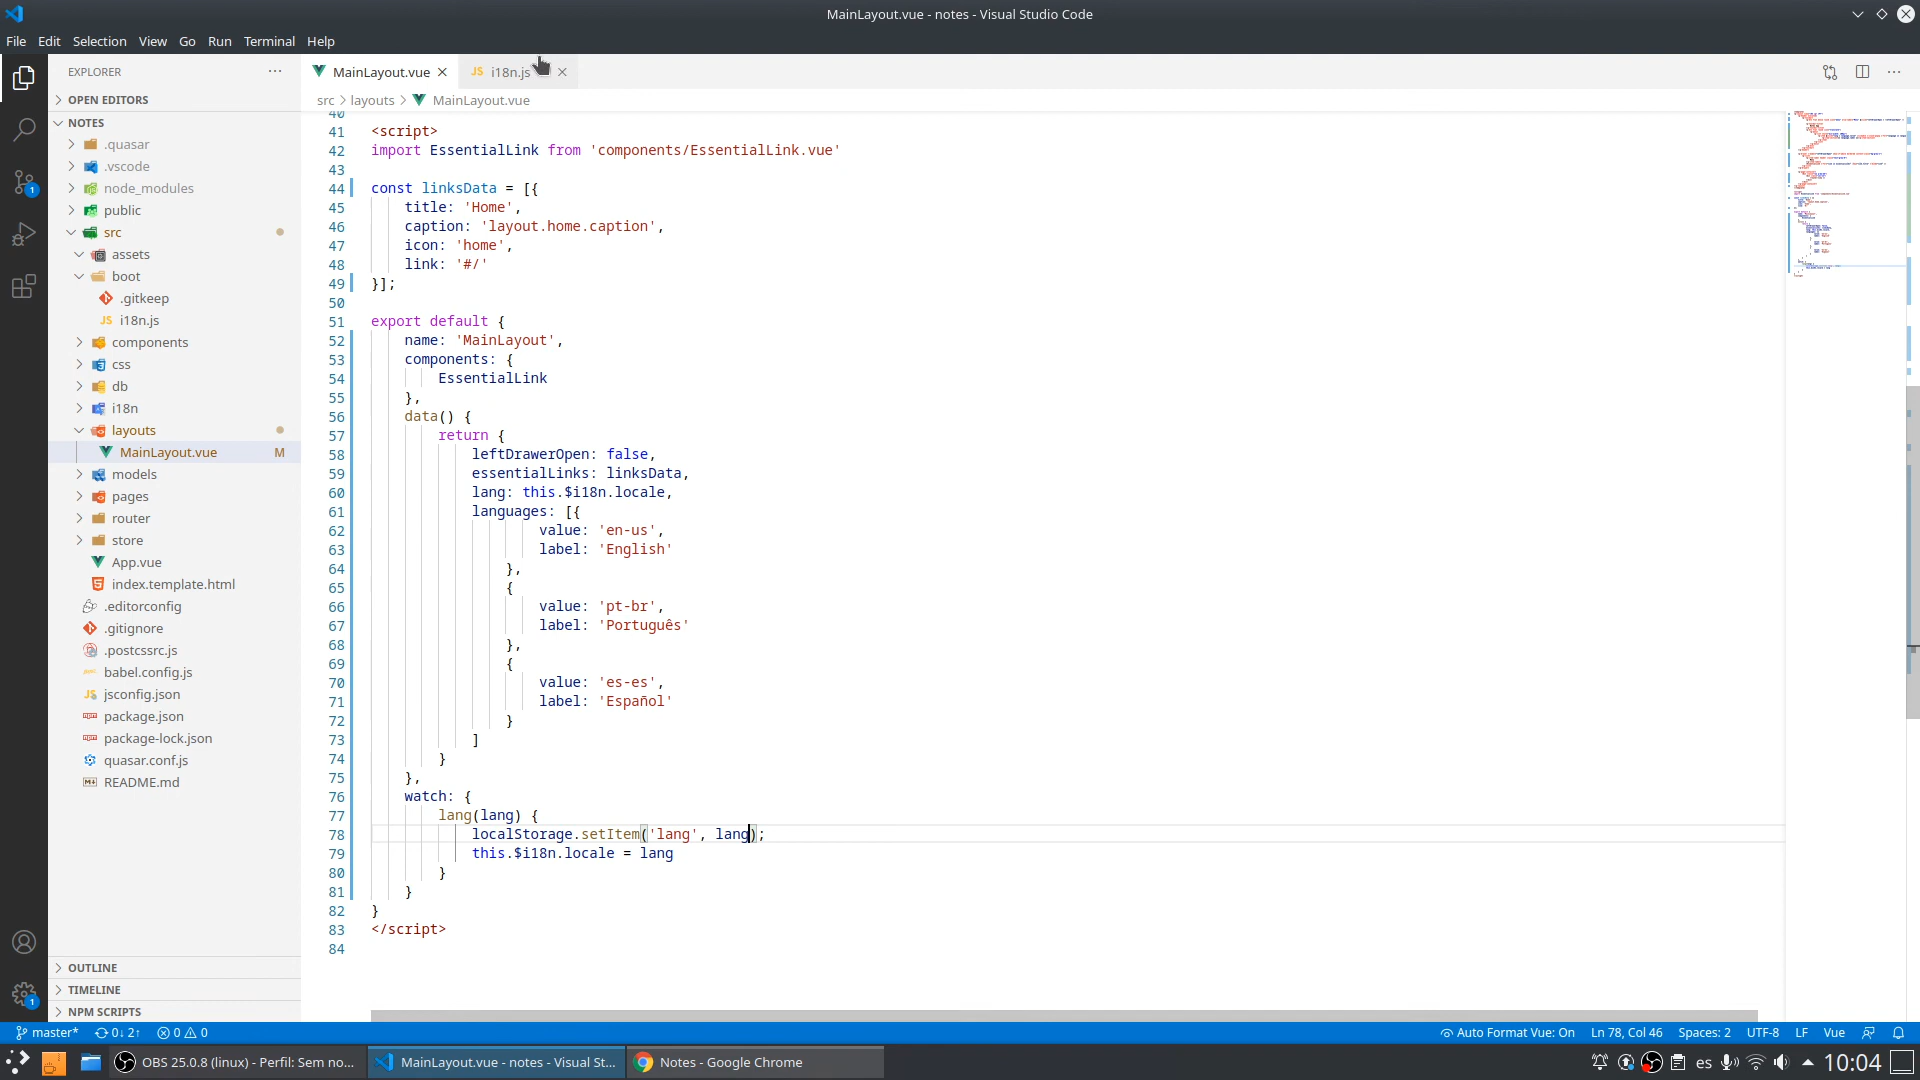 MainLayout.vue - notes - Visual Studio Code
File Edit Selection View Go Run Terminal Help
EXPLORER
OPEN EDITORS
NOTES
.quasar
.vscode
node_modules
public
src
assets
boot
.gitkeep
i18n.js
components
css
db
i18n
layouts
MainLayout.vue M
models
pages
router
store
App.vue
index.template.html
.editorconfig
.gitignore
.postcssrc.js
babel.config.js
jsconfig.json
package.json
package-lock.json
quasar.conf.js
README.md
OUTLINE
TIMELINE
NPM SCRIPTS
1
1
MainLayout.vue
JS i18n.js
src > layouts > MainLayout.vue
40
41 <script>
42 import EssentialLink from 'components/EssentialLink.vue'
43
44 const linksData = [{
45 title: 'Home',
46 caption: 'layout.home.caption',
47 icon: 'home',
48 link: '#/'
49 }];
50
51 export default {
52 name: 'MainLayout',
53 components: {
54 EssentialLink
55 },
56 data() {
57 return {
58 leftDrawerOpen: false,
59 essentialLinks: linksData,
60 lang: this.$i18n.locale,
61 languages: [{
62 value: 'en-us',
63 label: 'English'
64 },
65 {
66 value: 'pt-br',
67 label: 'Português'
68 },
69 {
70 value: 'es-es',
71 label: 'Español'
72 }
73 ]
74 }
75 },
76 watch: {
77 lang(lang) {
78 localStorage.setItem('lang', lang);
79 this.$i18n.locale = lang
80 }
81 }
82 }
83 </script>
84
master* 0↓ 2↑ 0 0
Auto Format Vue: On Ln 78, Col 46 Spaces: 2 UTF-8 LF Vue
OBS 25.0.8 (linux) - Perfil: Sem no...
MainLayout.vue - notes - Visual St...
Notes - Google Chrome
es
10:04